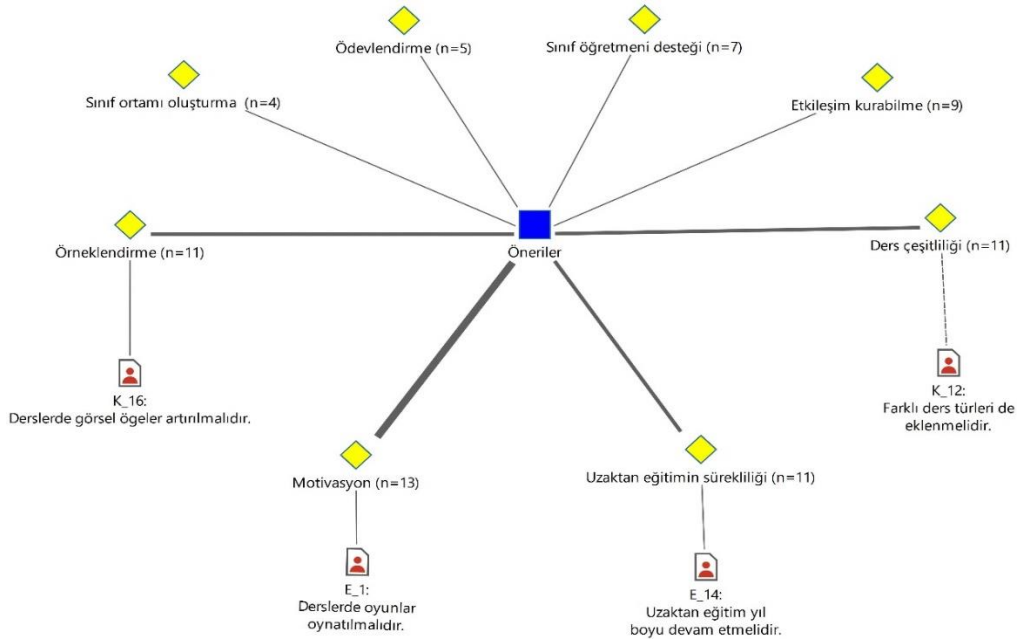 Ödevlendirme (n=5)
Sınıf öğretmeni desteği (n=7)
Sınıf ortamı oluşturma (n=4)
Etkileşim kurabilme (n=9)
Örneklendirme (n=11)
Öneriler
Ders çeşitliliği (n=11)
K_16:
Derslerde görsel ögeler artırılmalıdır.
K_12:
Farklı ders türleri de
eklenmelidir.
Motivasyon (n=13)
Uzaktan eğitimin sürekliliği (n=11)
E_1:
Derslerde oyunlar
oynatılmalıdır.
E_14:
Uzaktan eğitim yıl
boyu devam etmelidir.